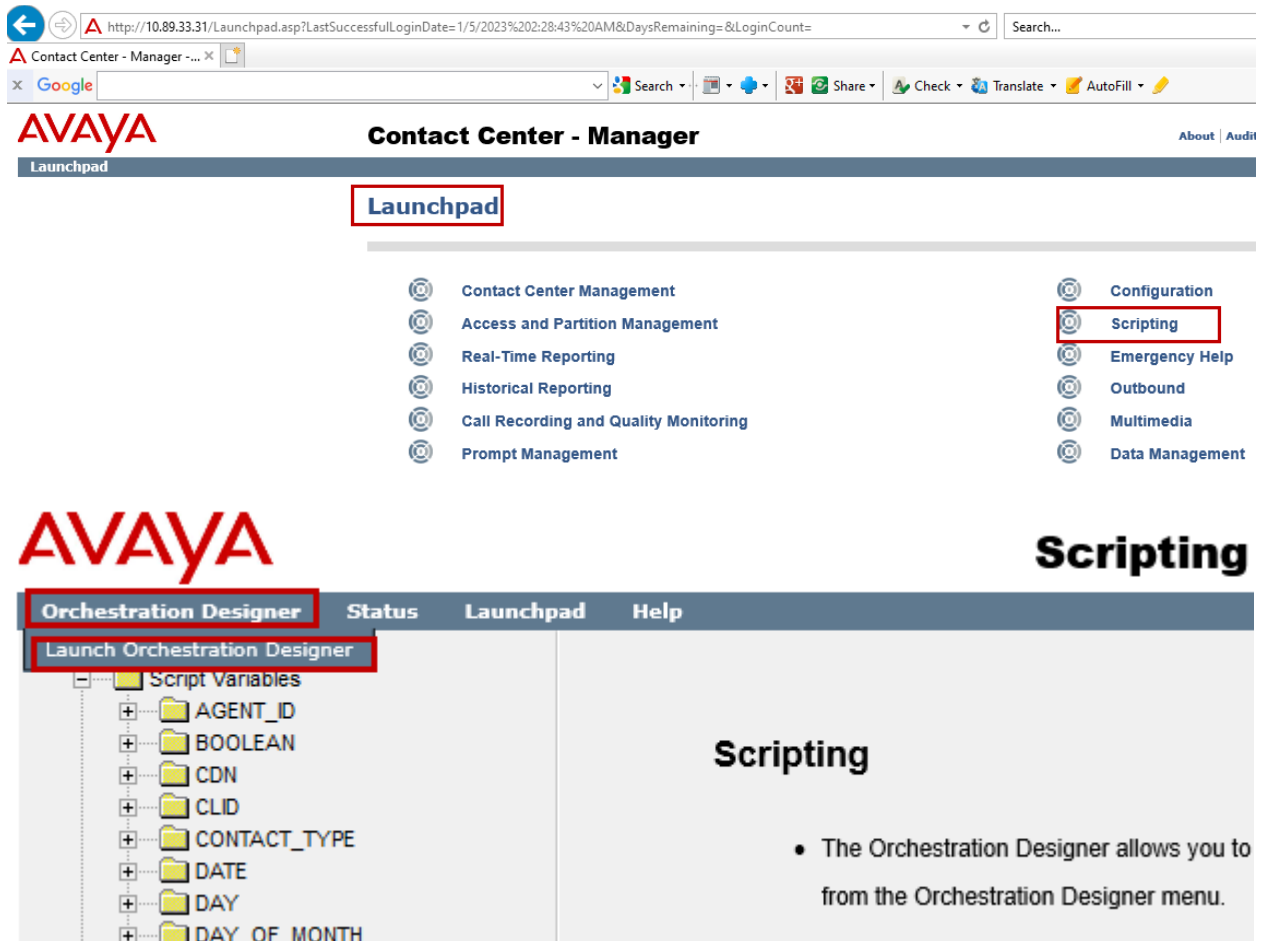 http://10.89.33.31/Launchpad.asp?LastSuccessfulLoginDate=1/5/2023%202:28:43%20AM&DaysRemaining=&LoginCount=
Search...
Contact Center - Manager -...
x Google
Search
Share
Check
Translate
AutoFill
AVAYA
Contact Center - Manager
About | Audit
Launchpad
Launchpad
Contact Center Management
Configuration
Access and Partition Management
Scripting
Real-Time Reporting
Emergency Help
Historical Reporting
Outbound
Call Recording and Quality Monitoring
Multimedia
Prompt Management
Data Management
AVAYA
Scripting
Orchestration Designer Status Launchpad Help
Launch Orchestration Designer
Script Variables
AGENT_ID
BOOLEAN
CDN
CLID
CONTACT_TYPE
DATE
DAY
DAY_OF_MONTH
Scripting
• The Orchestration Designer allows you to
from the Orchestration Designer menu.